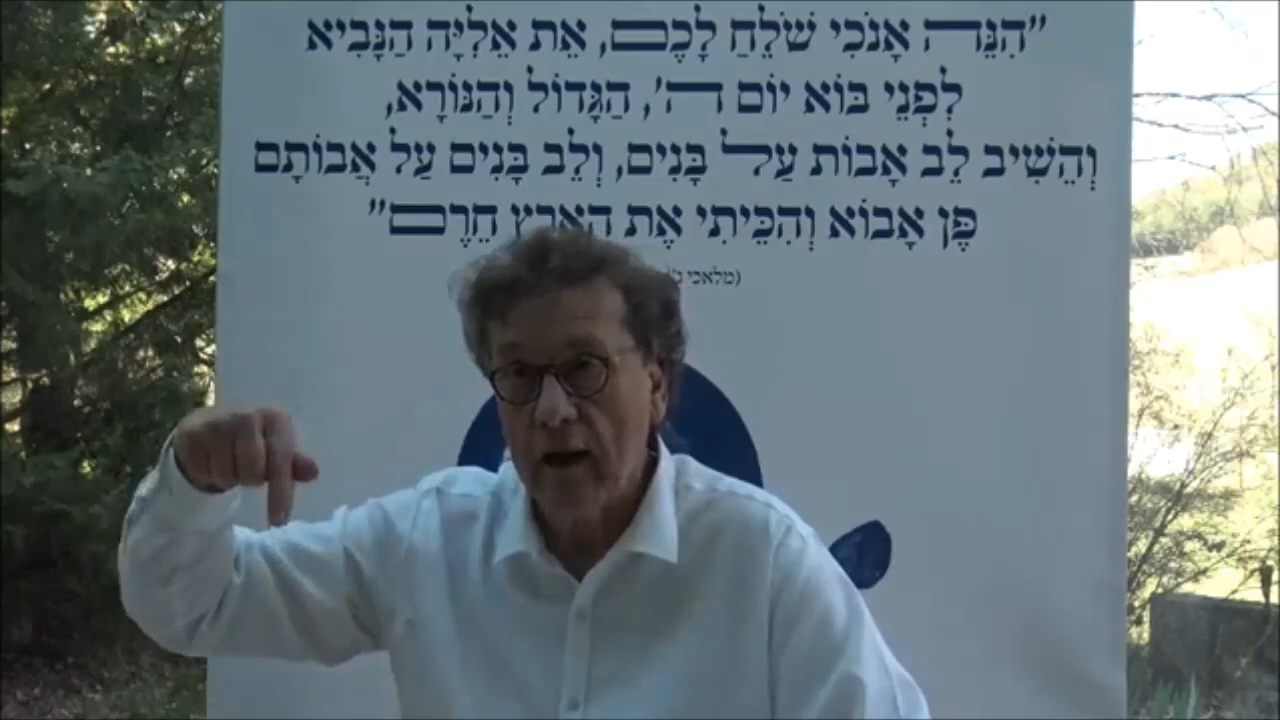 "הִנֵּה אָנֹכִי שֹׁלֵחַ לָכֶם, אֵת אֵלִיָּה הַנָּבִיא
לִפְנֵי בּוֹא יוֹם ה', הַגָּדוֹל וְהַנּוֹרָא,
וְהֵשִׁיב לֵב אָבוֹת עַל בָּנִים, וְלֵב בָּנִים עַל אֲבוֹתָם
פֶּן אָבוֹא וְהִכֵּיתִי אֶת הָאָרֶץ חֵרֶם"
(מלאכי ג'